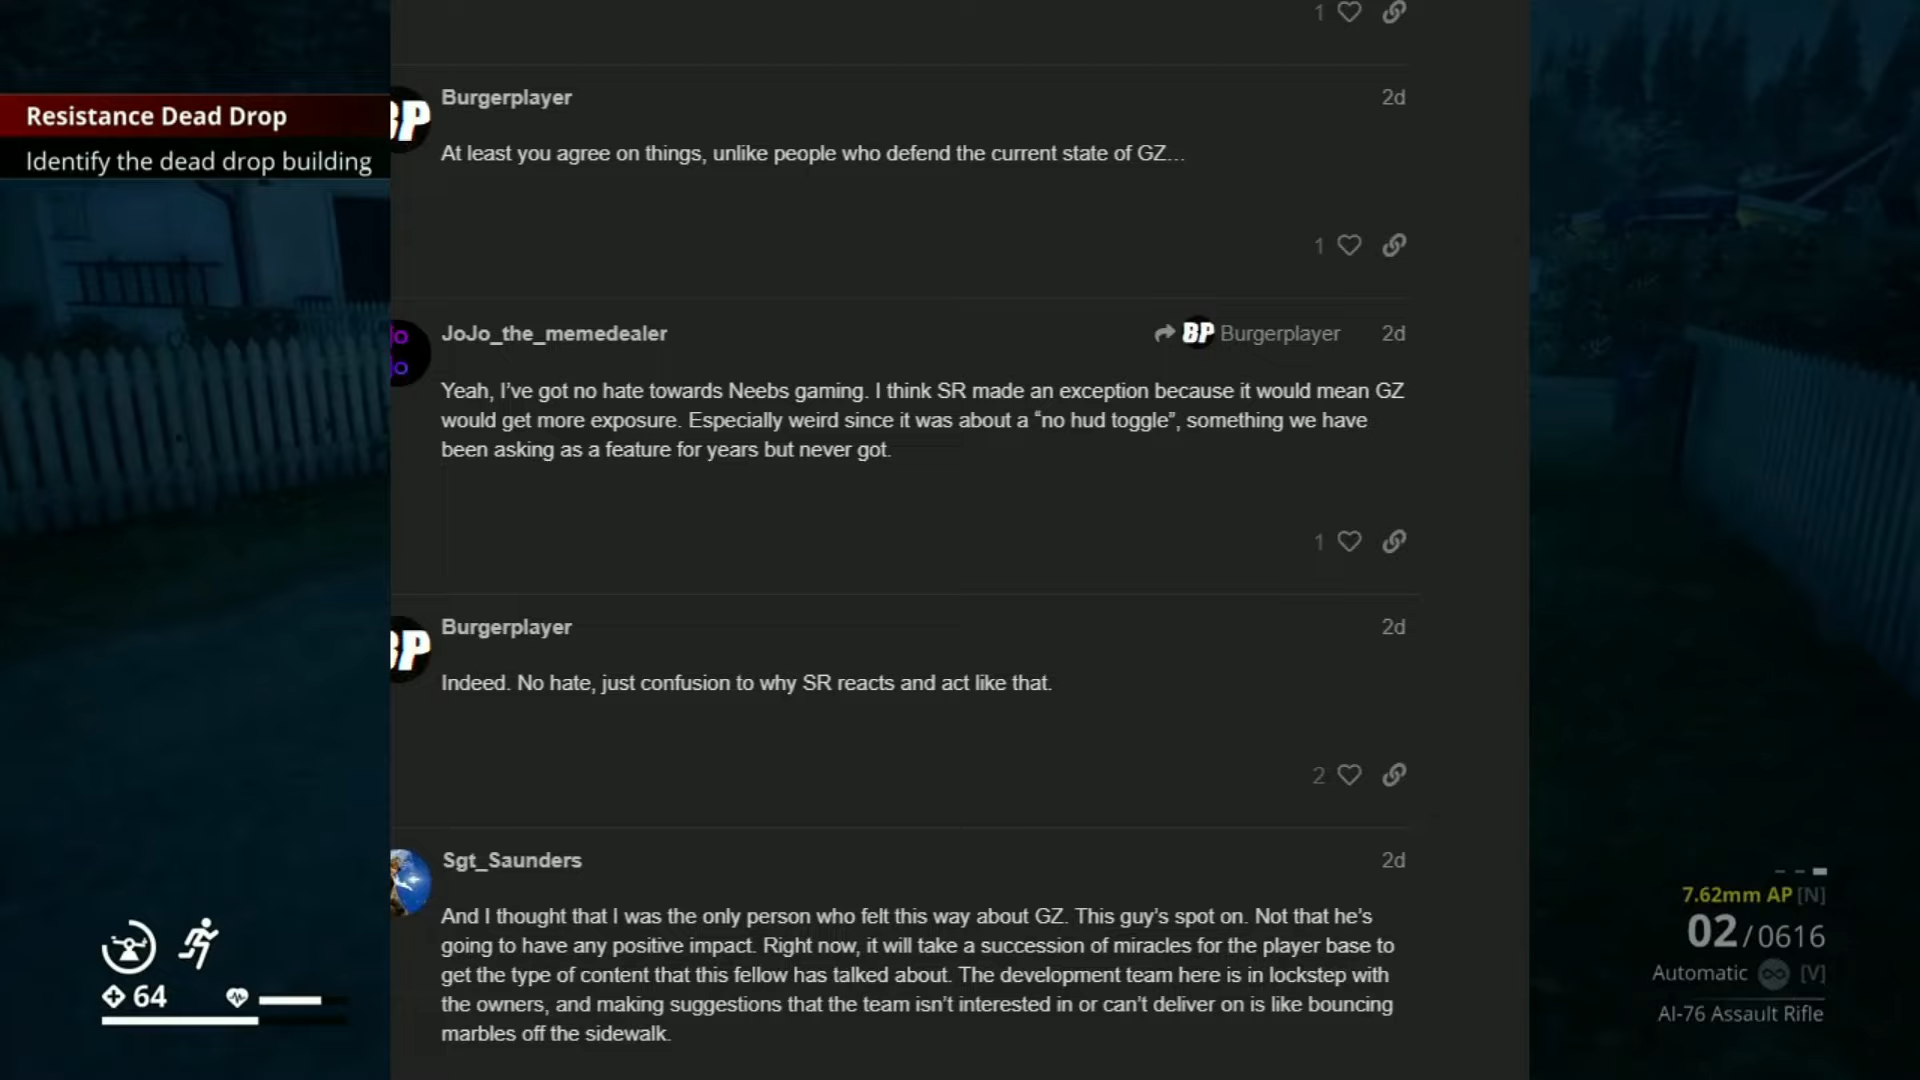 1
Burgerplayer 2d
Resistance Dead Drop
BP
Identify the dead drop building
At least you agree on things, unlike people who defend the current state of GZ...
1
JoJo_the_memedealer BP Burgerplayer 2d
Jo
Jo
Yeah, I've got no hate towards Neebs gaming. I think SR made an exception because it would mean GZ
would get more exposure. Especially weird since it was about a “no hud toggle”, something we have
been asking as a feature for years but never got.
1
Burgerplayer 2d
BP
Indeed. No hate, just confusion to why SR reacts and act like that.
2
Sgt_Saunders 2d
And I thought that I was the only person who felt this way about GZ. This guy's spot on. Not that he's
going to have any positive impact. Right now, it will take a succession of miracles for the player base to
get the type of content that this fellow has talked about. The development team here is in lockstep with
the owners, and making suggestions that the team isn't interested in or can't deliver on is like bouncing
marbles off the sidewalk.
64
7.62mm AP [N]
02/0616
Automatic [V]
AI-76 Assault Rifle